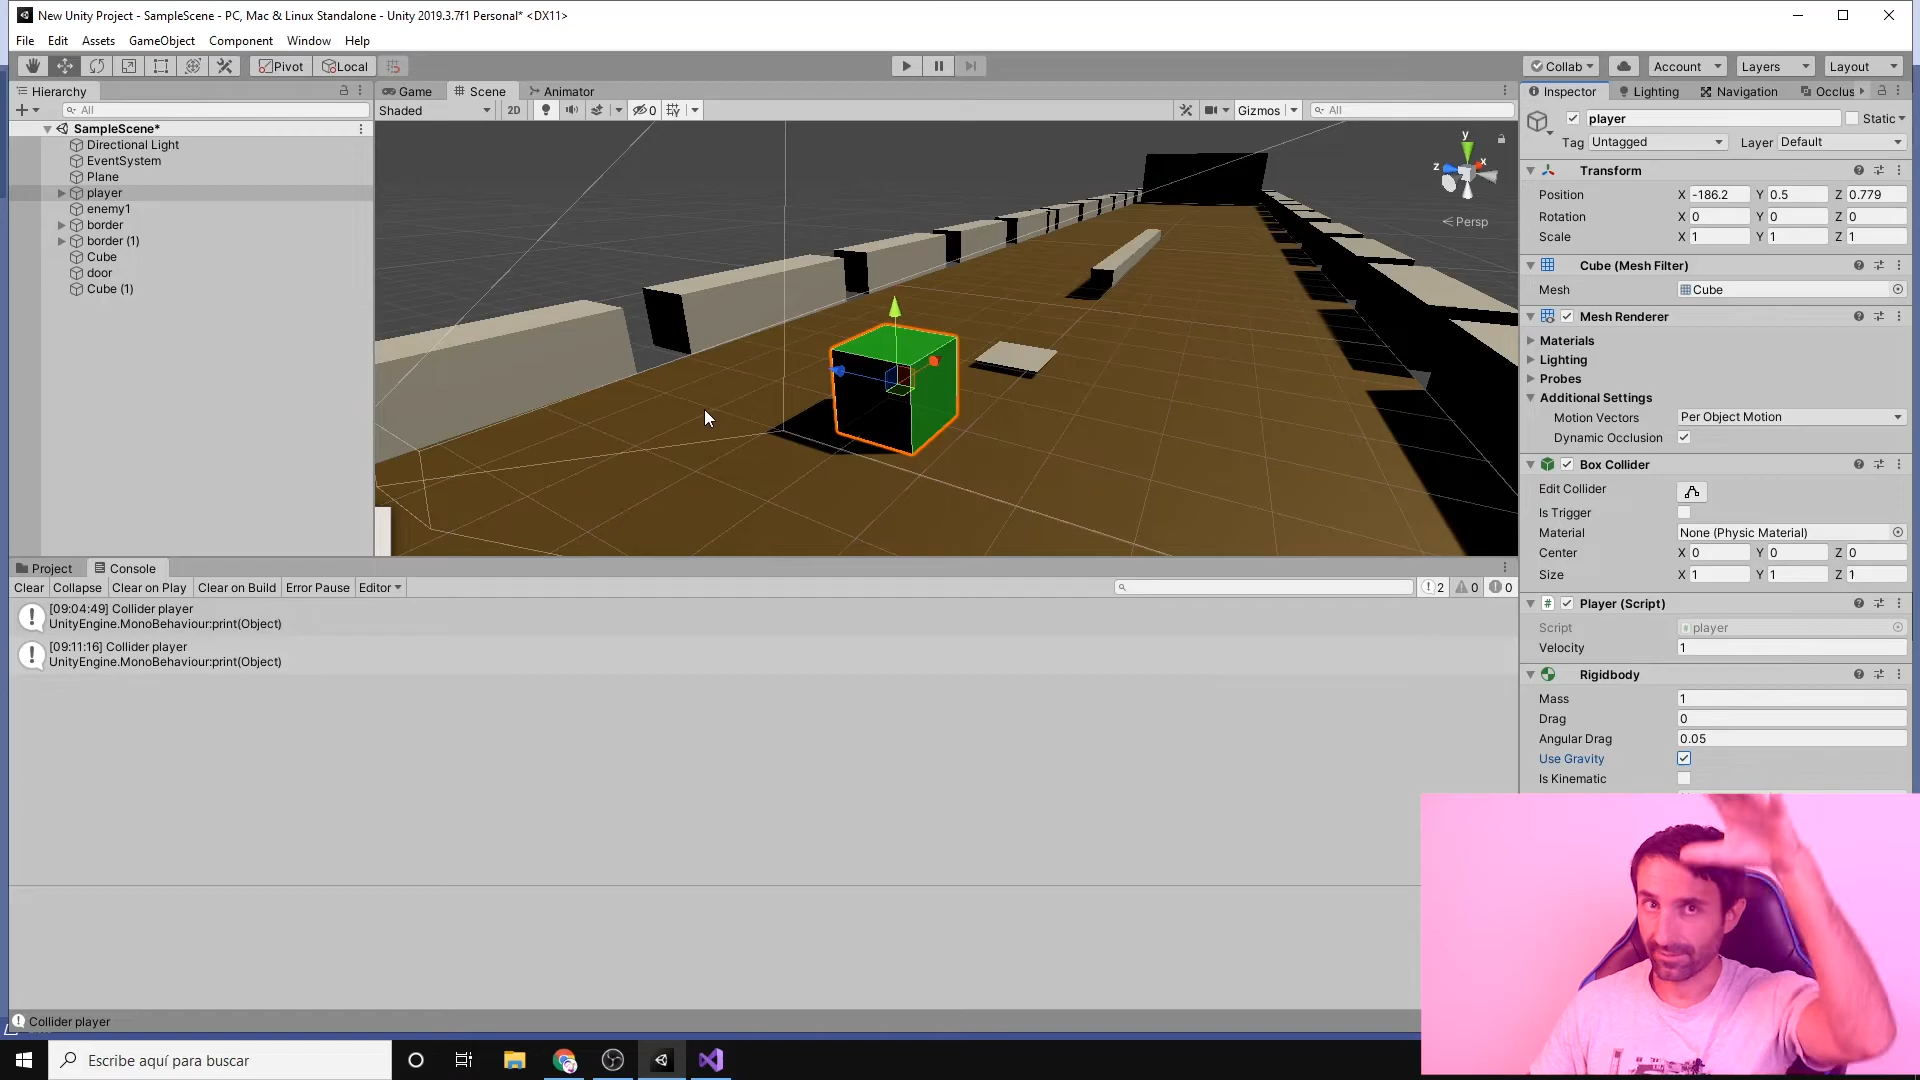 New Unity Project - SampleScene - PC, Mac & Linux Standalone - Unity 2019.3.7f1 Personal* <DX11>
File Edit Assets GameObject Component Window Help
Pivot Local Collab Account Layers Layout
Hierarchy
All
SampleScene*
Directional Light
EventSystem
Plane
player
enemy1
border
border (1)
Cube
door
Cube (1)
Game Scene Animator
Shaded 2D 0 Gizmos All
y
z x
Persp
Project Console
Clear Collapse Clear on Play Clear on Build Error Pause Editor 2 0 0
[09:04:49] Collider player
UnityEngine.MonoBehaviour:print(Object)
[09:11:16] Collider player
UnityEngine.MonoBehaviour:print(Object)
Collider player
Inspector Lighting Navigation Occlus
player Static
Tag Untagged Layer Default
Transform
Position X -186.2 Y 0.5 Z 0.779
Rotation X 0 Y 0 Z 0
Scale X 1 Y 1 Z 1
Cube (Mesh Filter)
Mesh Cube
Mesh Renderer
Materials
Lighting
Probes
Additional Settings
Motion Vectors Per Object Motion
Dynamic Occlusion
Box Collider
Edit Collider
Is Trigger
Material None (Physic Material)
Center X 0 Y 0 Z 0
Size X 1 Y 1 Z 1
# Player (Script)
Script player
Velocity 1
Rigidbody
Mass 1
Drag 0
Angular Drag 0.05
Use Gravity
Is Kinematic
Escribe aquí para buscar